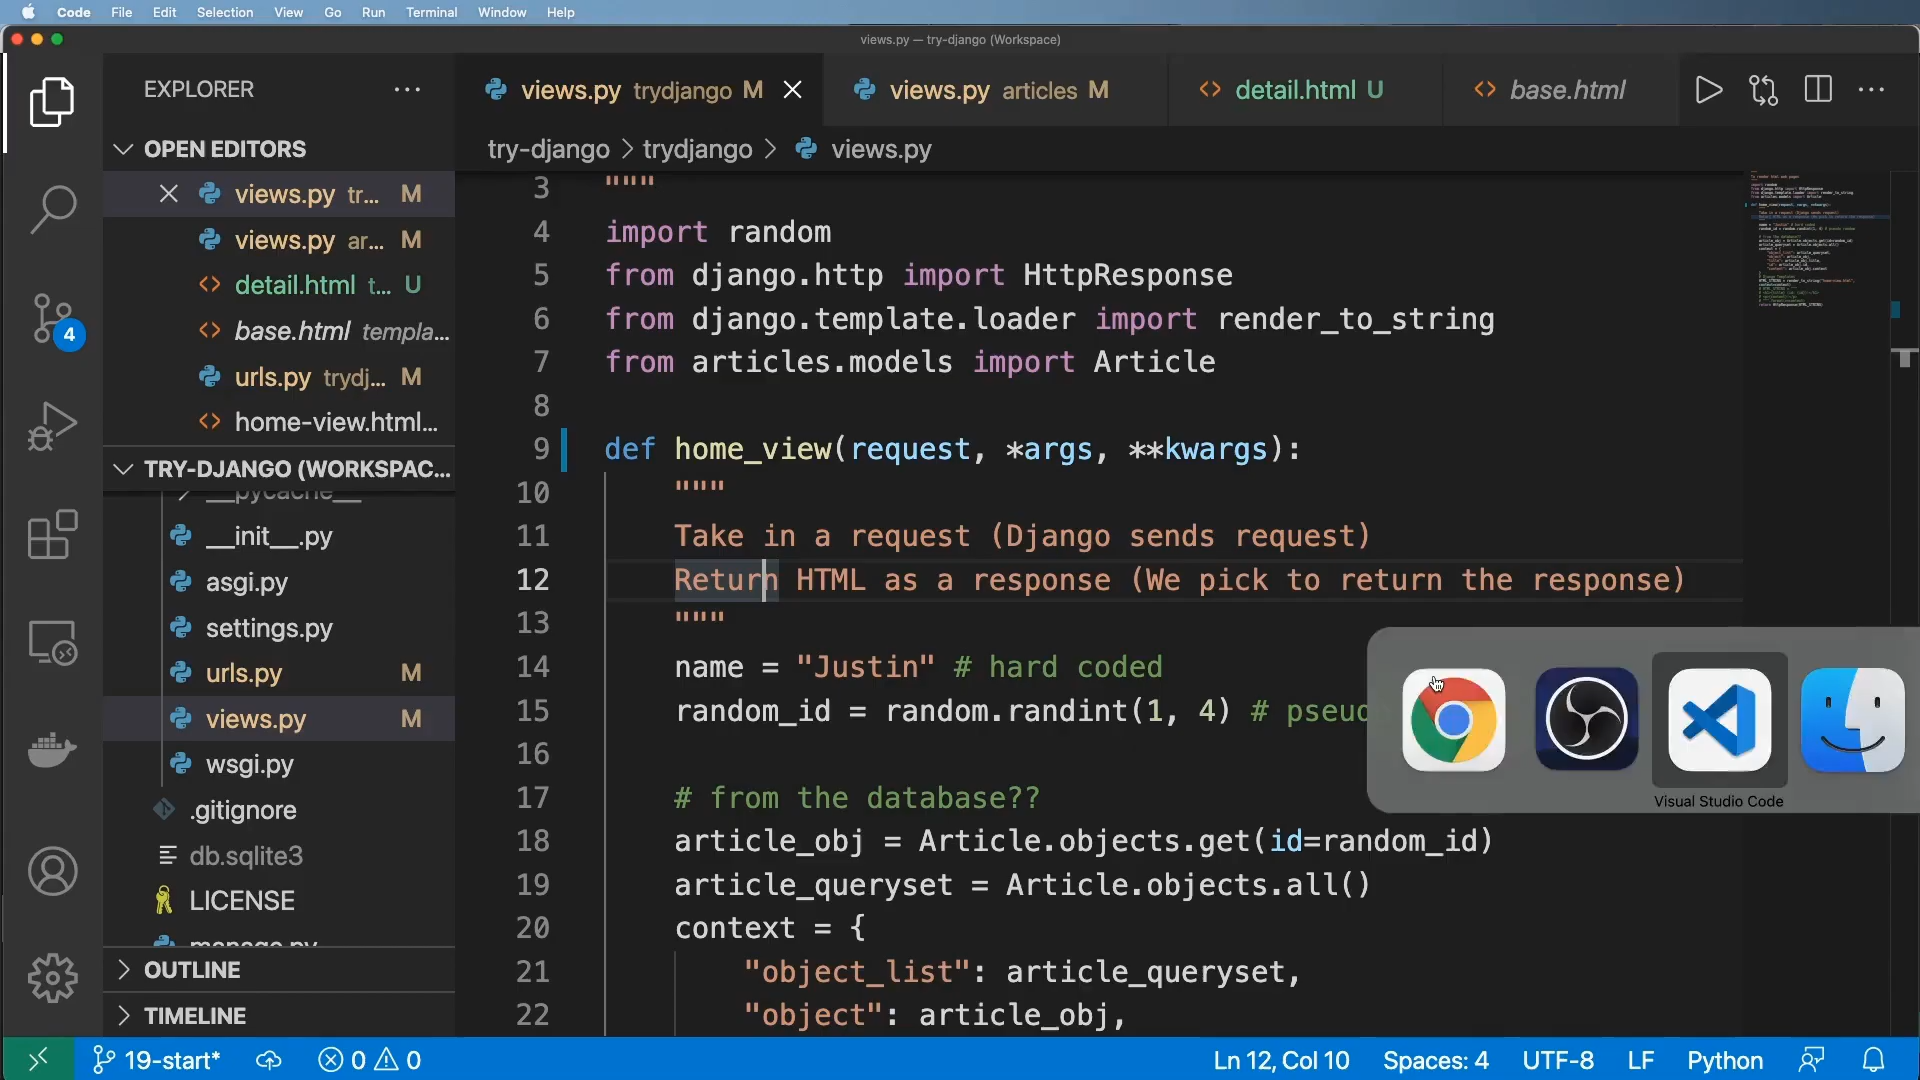 Code File Edit Selection View Go Run Terminal Window Help
views.py — try-django (Workspace)
EXPLORER
views.py trydjango M
views.py articles M
detail.html U
base.html
OPEN EDITORS
try-django > trydjango > views.py
views.py tr... M
views.py ar... M
detail.html t... U
base.html templa...
urls.py trydj... M
home-view.html...
TRY-DJANGO (WORKSPAC...
__pycache__
__init__.py
asgi.py
settings.py
urls.py M
views.py M
wsgi.py
.gitignore
db.sqlite3
LICENSE
manage.py
OUTLINE
TIMELINE
4
3 """
4 import random
5 from django.http import HttpResponse
6 from django.template.loader import render_to_string
7 from articles.models import Article
8
9 def home_view(request, *args, **kwargs):
10 """
11 Take in a request (Django sends request)
12 Return HTML as a response (We pick to return the response)
13 """
14 name = "Justin" # hard coded
15 random_id = random.randint(1, 4) # pseud
16
17 # from the database??
18 article_obj = Article.objects.get(id=random_id)
19 article_queryset = Article.objects.all()
20 context = {
21 "object_list": article_queryset,
22 "object": article_obj,
Visual Studio Code
19-start* 0 0
Ln 12, Col 10 Spaces: 4 UTF-8 LF Python